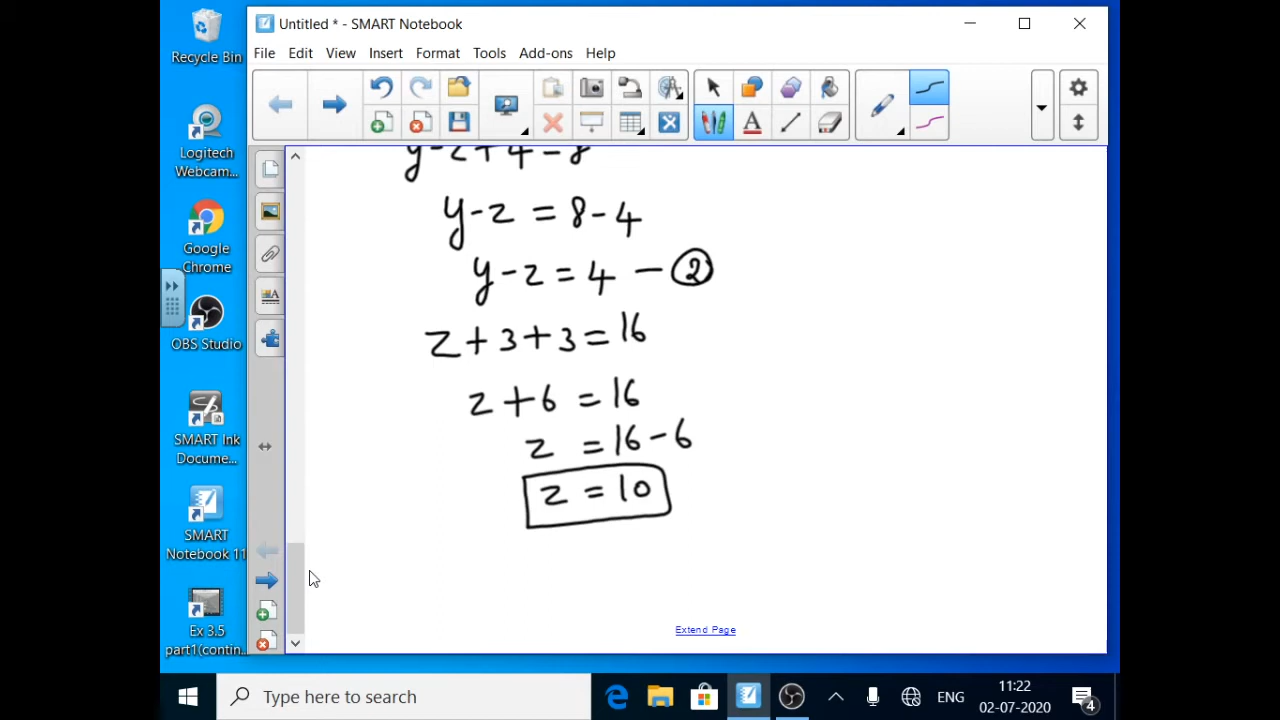 Recycle Bin
Logitech
Webcam...
Google
Chrome
OBS Studio
SMART Ink
Docume...
SMART
Notebook 11
Ex 3.5
part1(contin...
Untitled * - SMART Notebook
File Edit View Insert Format Tools Add-ons Help
y-z+4-8
y-z = 8-4
y-z = 4 - ②
z+3+3=16
z+6 = 16
z = 16-6
z = 10
Extend Page
Type here to search
ENG
11:22
02-07-2020
4